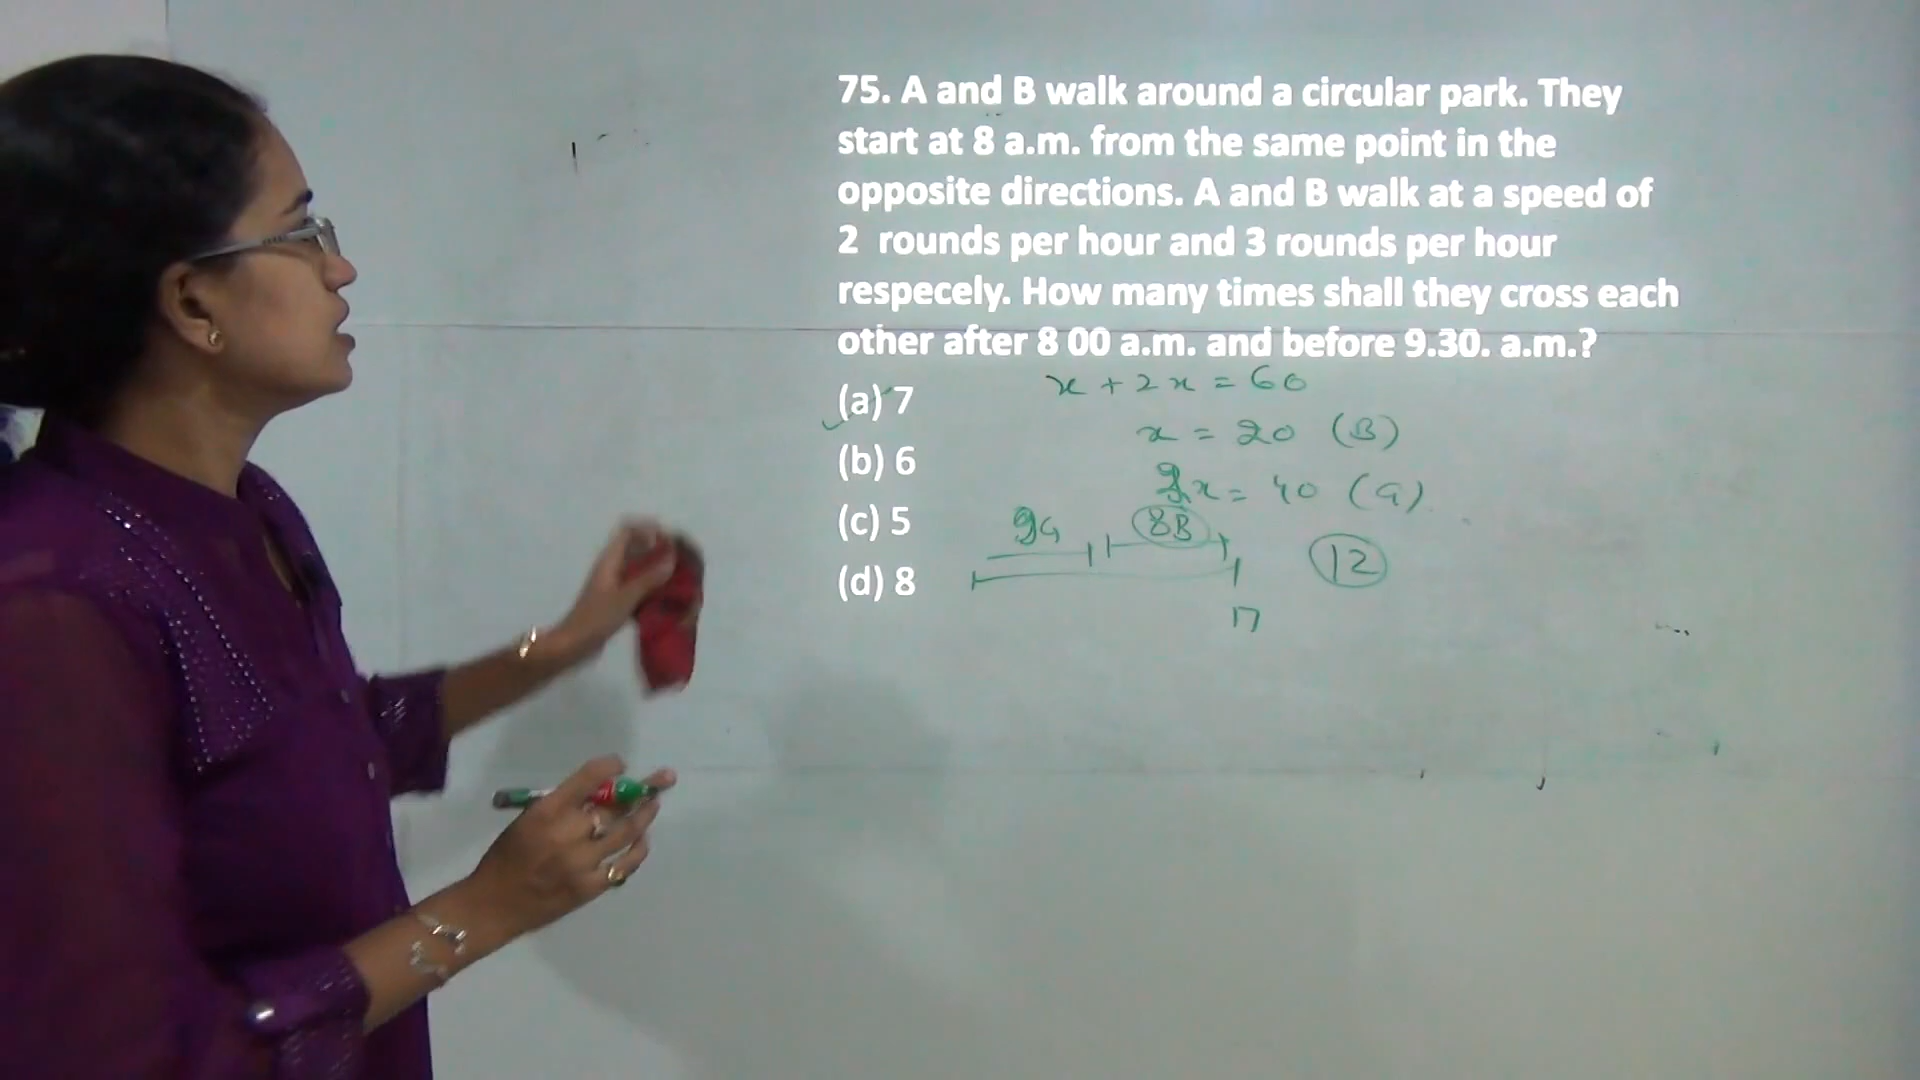 75. A and B walk around a circular park. They
start at 8 a.m. from the same point in the
opposite directions. A and B walk at a speed of
2 rounds per hour and 3 rounds per hour
respecely. How many times shall they cross each
other after 8 00 a.m. and before 9.30. a.m.?
(a) 7
x + 2x = 60
x = 20 (B)
(b) 6
2x = 40 (G)
(c) 5
9G 8B
12
(d) 8
17